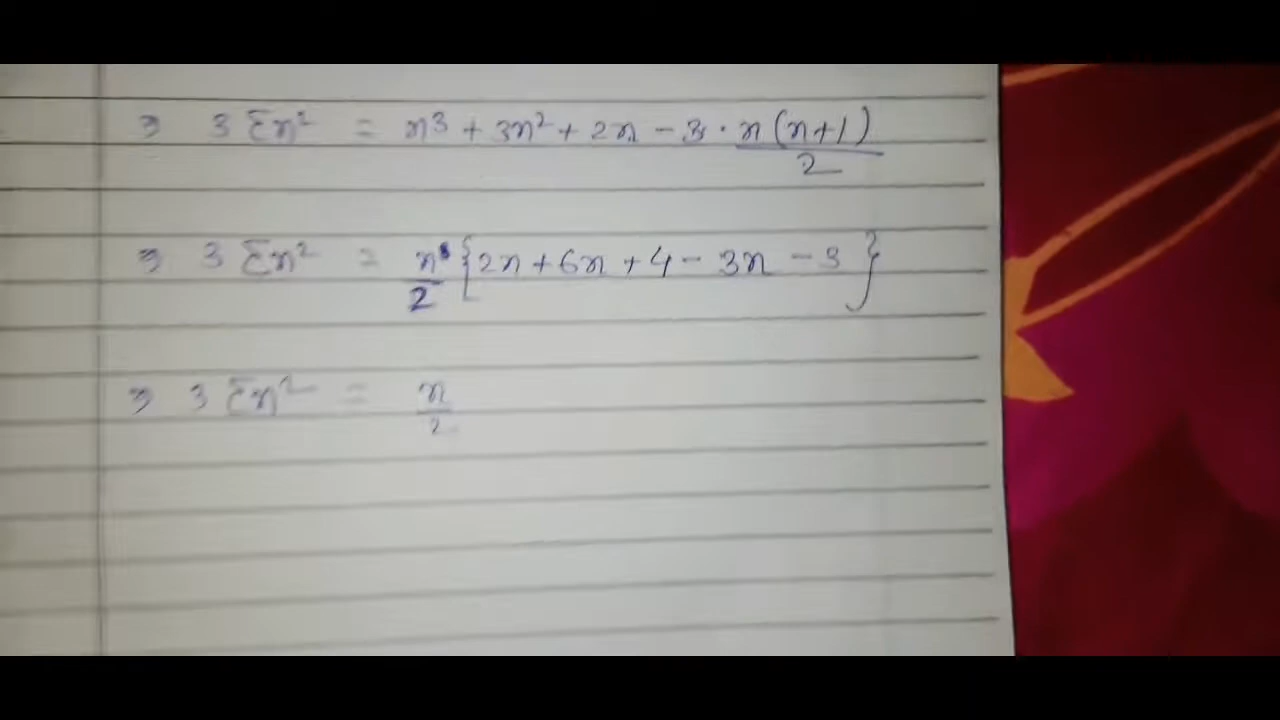 ⇒ 3 Σn² = n³ + 3n² + 2n - 3 · n(n+1)/2
⇒ 3 Σn² = n/2 {2n + 6n + 4 - 3n - 3}
⇒ 3 Σn² = n/2